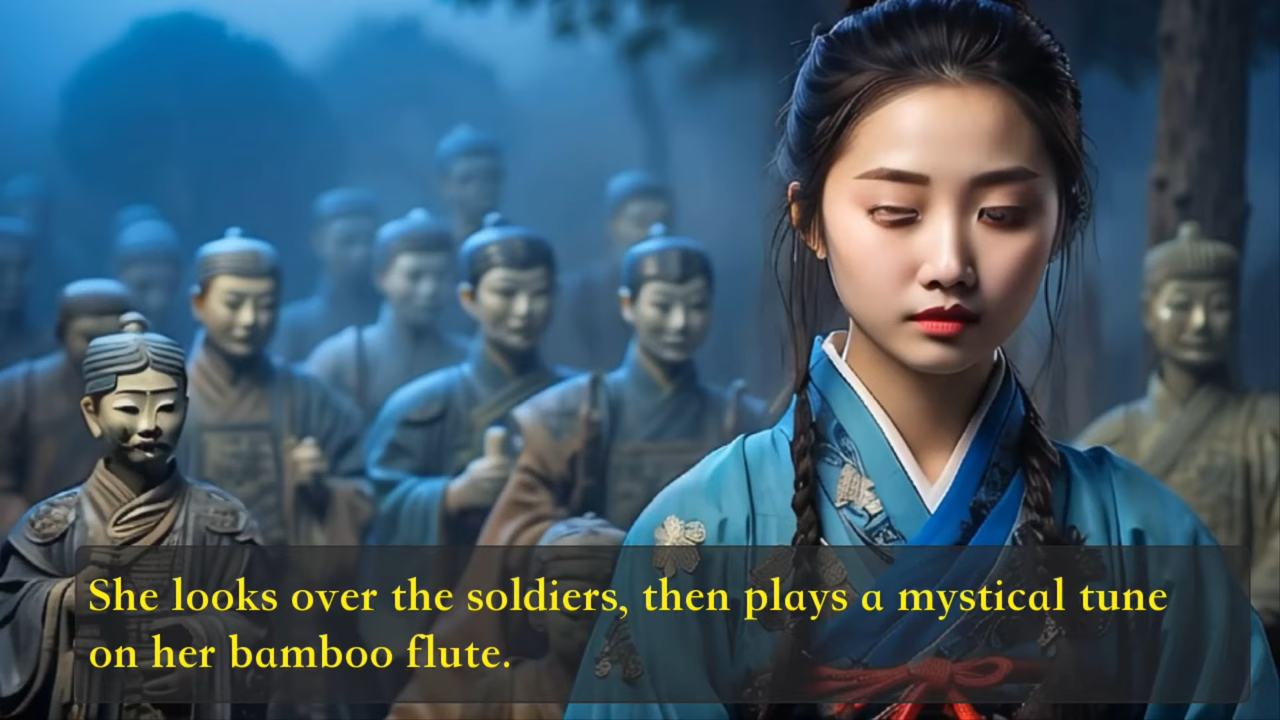 She looks over the soldiers, then plays a mystical tune
on her bamboo flute.